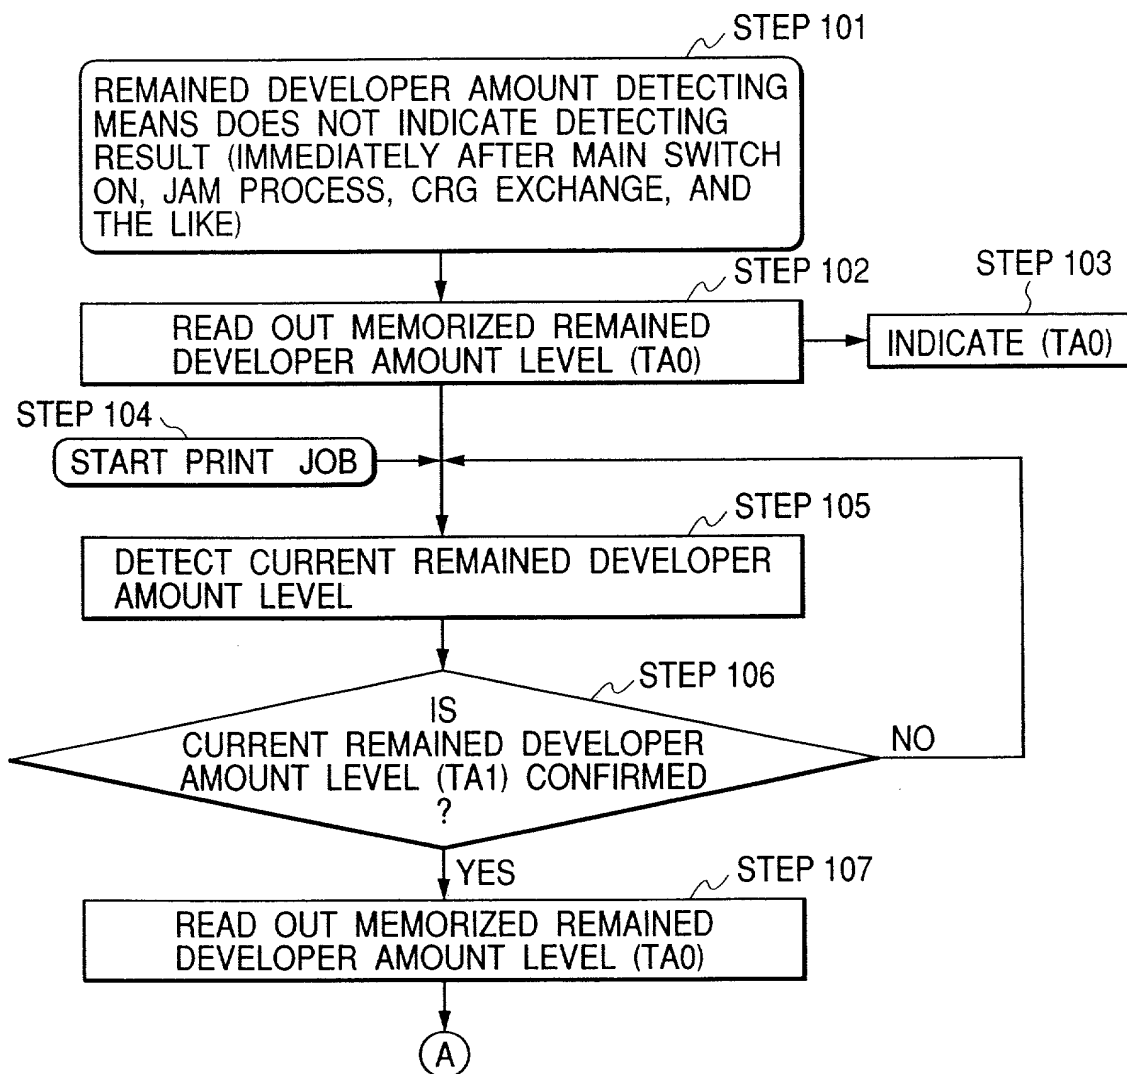 STEP 101
REMAINED DEVELOPER AMOUNT DETECTING
MEANS DOES NOT INDICATE DETECTING
RESULT (IMMEDIATELY AFTER MAIN SWITCH
ON, JAM PROCESS, CRG EXCHANGE, AND
THE LIKE)
STEP 102
READ OUT MEMORIZED REMAINED
DEVELOPER AMOUNT LEVEL (TA0)
STEP 103
INDICATE (TA0)
STEP 104
START PRINT JOB
STEP 105
DETECT CURRENT REMAINED DEVELOPER
AMOUNT LEVEL
STEP 106
IS
CURRENT REMAINED DEVELOPER
AMOUNT LEVEL (TA1) CONFIRMED
?
NO
YES
STEP 107
READ OUT MEMORIZED REMAINED
DEVELOPER AMOUNT LEVEL (TA0)
A